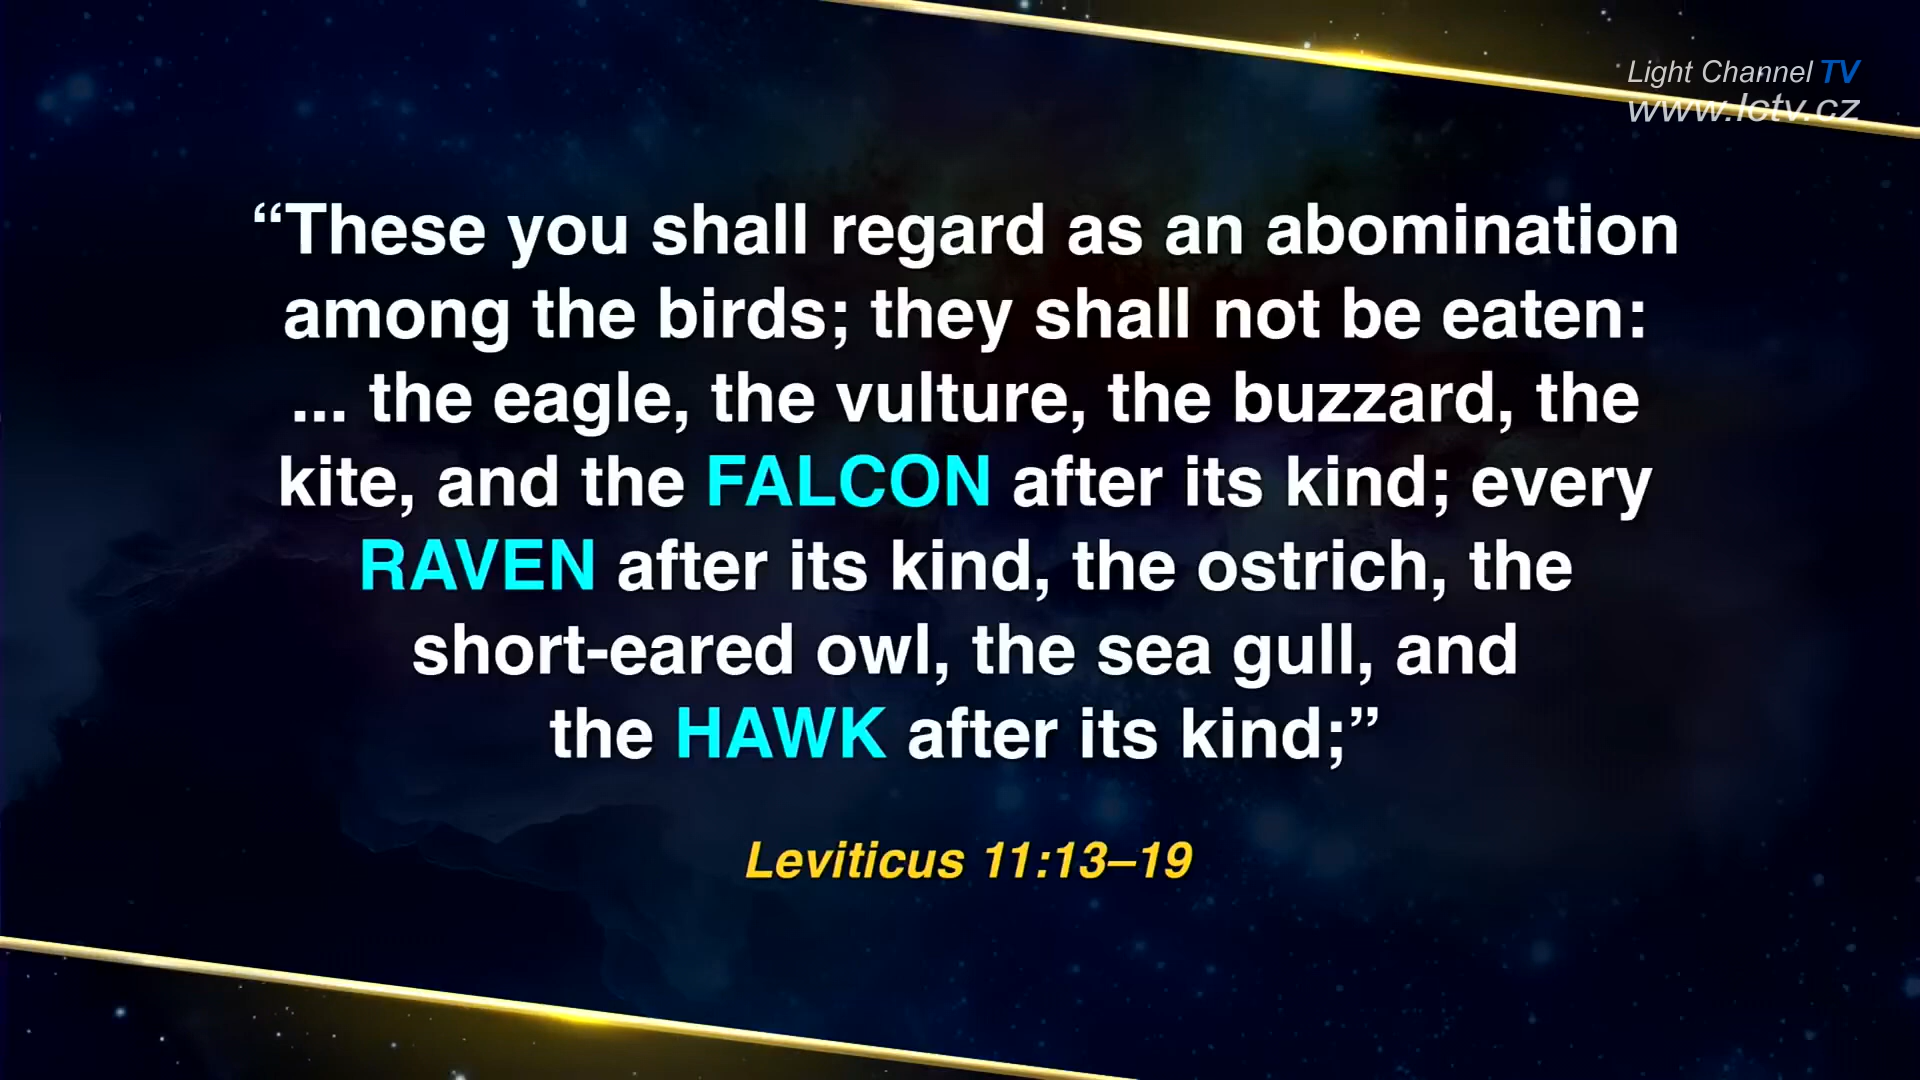 Light Channel TV
www.lctv.cz
“These you shall regard as an abomination
among the birds; they shall not be eaten:
... the eagle, the vulture, the buzzard, the
kite, and the FALCON after its kind; every
RAVEN after its kind, the ostrich, the
short-eared owl, the sea gull, and
the HAWK after its kind;”
Leviticus 11:13–19